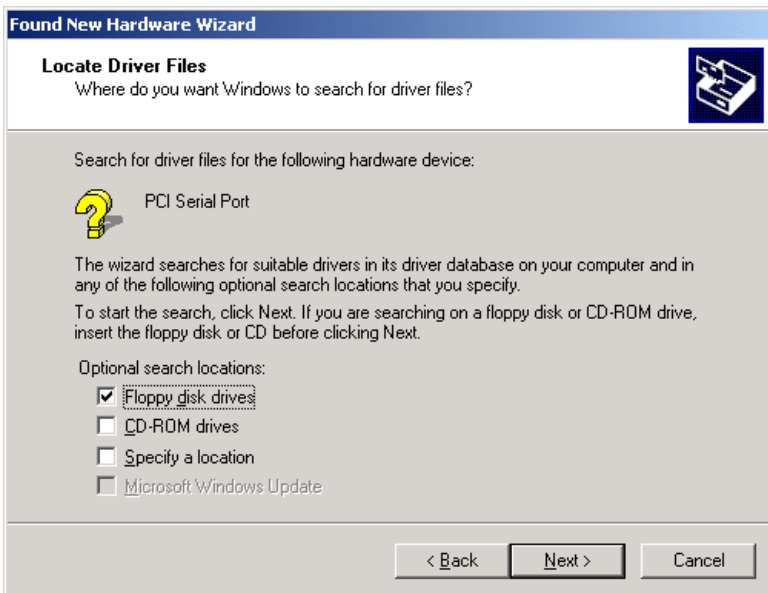 Found New Hardware Wizard
Locate Driver Files
Where do you want Windows to search for driver files?
Search for driver files for the following hardware device:
PCI Serial Port
The wizard searches for suitable drivers in its driver database on your computer and in
any of the following optional search locations that you specify.
To start the search, click Next. If you are searching on a floppy disk or CD-ROM drive,
insert the floppy disk or CD before clicking Next.
Optional search locations:
Floppy disk drives
CD-ROM drives
Specify a location
Microsoft Windows Update
< Back Next > Cancel